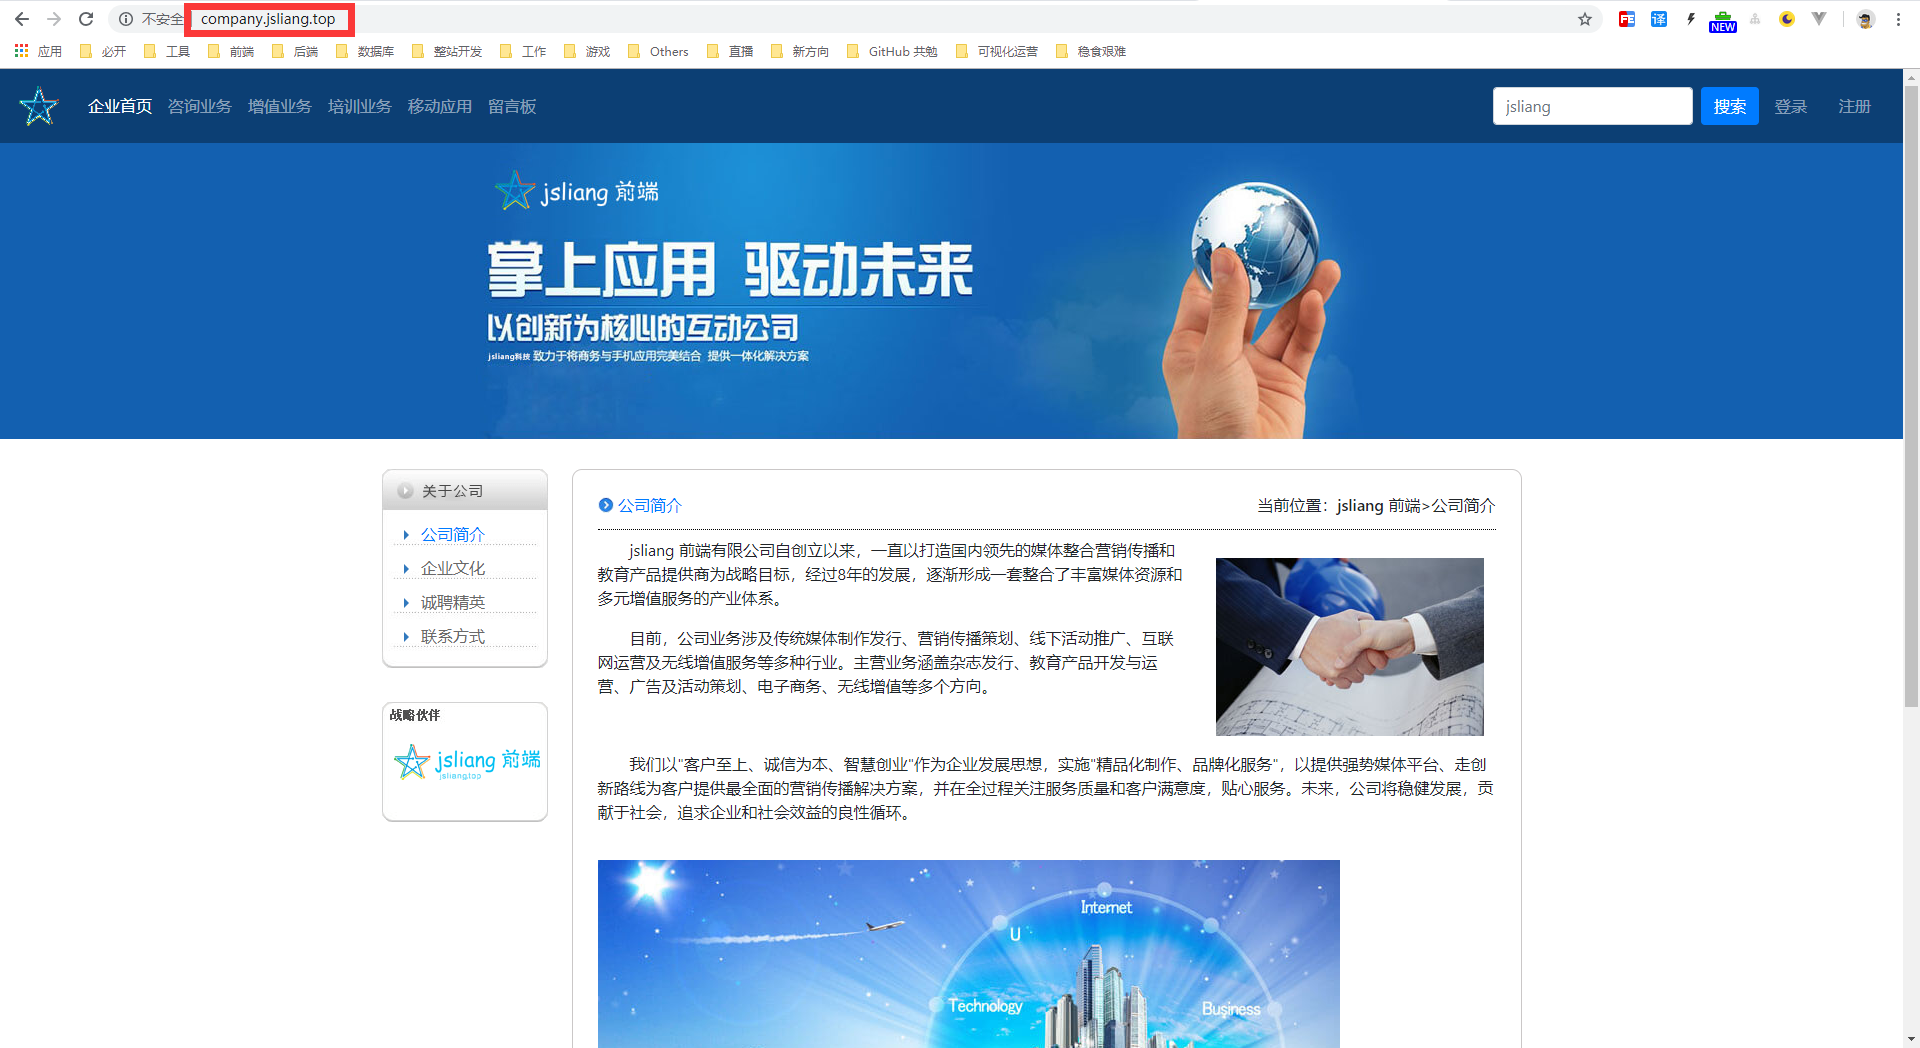 不安全 company.jsliang.top
译
NEW
应用 必开 工具 前端 后端 数据库 整站开发 工作 游戏 Others 直播 新方向 GitHub 共勉 可视化运营 稳食艰难
企业首页 咨询业务 增值业务 培训业务 移动应用 留言板 jsliang 搜索 登录 注册
jsliang 前端
掌上应用 驱动未来
以创新为核心的互动公司
jsliang科技 致力于将商务与手机应用完美结合 提供一体化解决方案
关于公司
公司简介
企业文化
诚聘精英
联系方式
战略伙伴
jsliang 前端
jsliang.top
公司简介 当前位置：jsliang 前端>公司简介
jsliang 前端有限公司自创立以来，一直以打造国内领先的媒体整合营销传播和
教育产品提供商为战略目标，经过8年的发展，逐渐形成一套整合了丰富媒体资源和
多元增值服务的产业体系。
目前，公司业务涉及传统媒体制作发行、营销传播策划、线下活动推广、互联
网运营及无线增值服务等多种行业。主营业务涵盖杂志发行、教育产品开发与运
营、广告及活动策划、电子商务、无线增值等多个方向。
我们以"客户至上、诚信为本、智慧创业"作为企业发展思想，实施"精品化制作、品牌化服务"，以提供强势媒体平台、走创
新路线为客户提供最全面的营销传播解决方案，并在全过程关注服务质量和客户满意度，贴心服务。未来，公司将稳健发展，贡
献于社会，追求企业和社会效益的良性循环。
Internet
U
Technology
Business